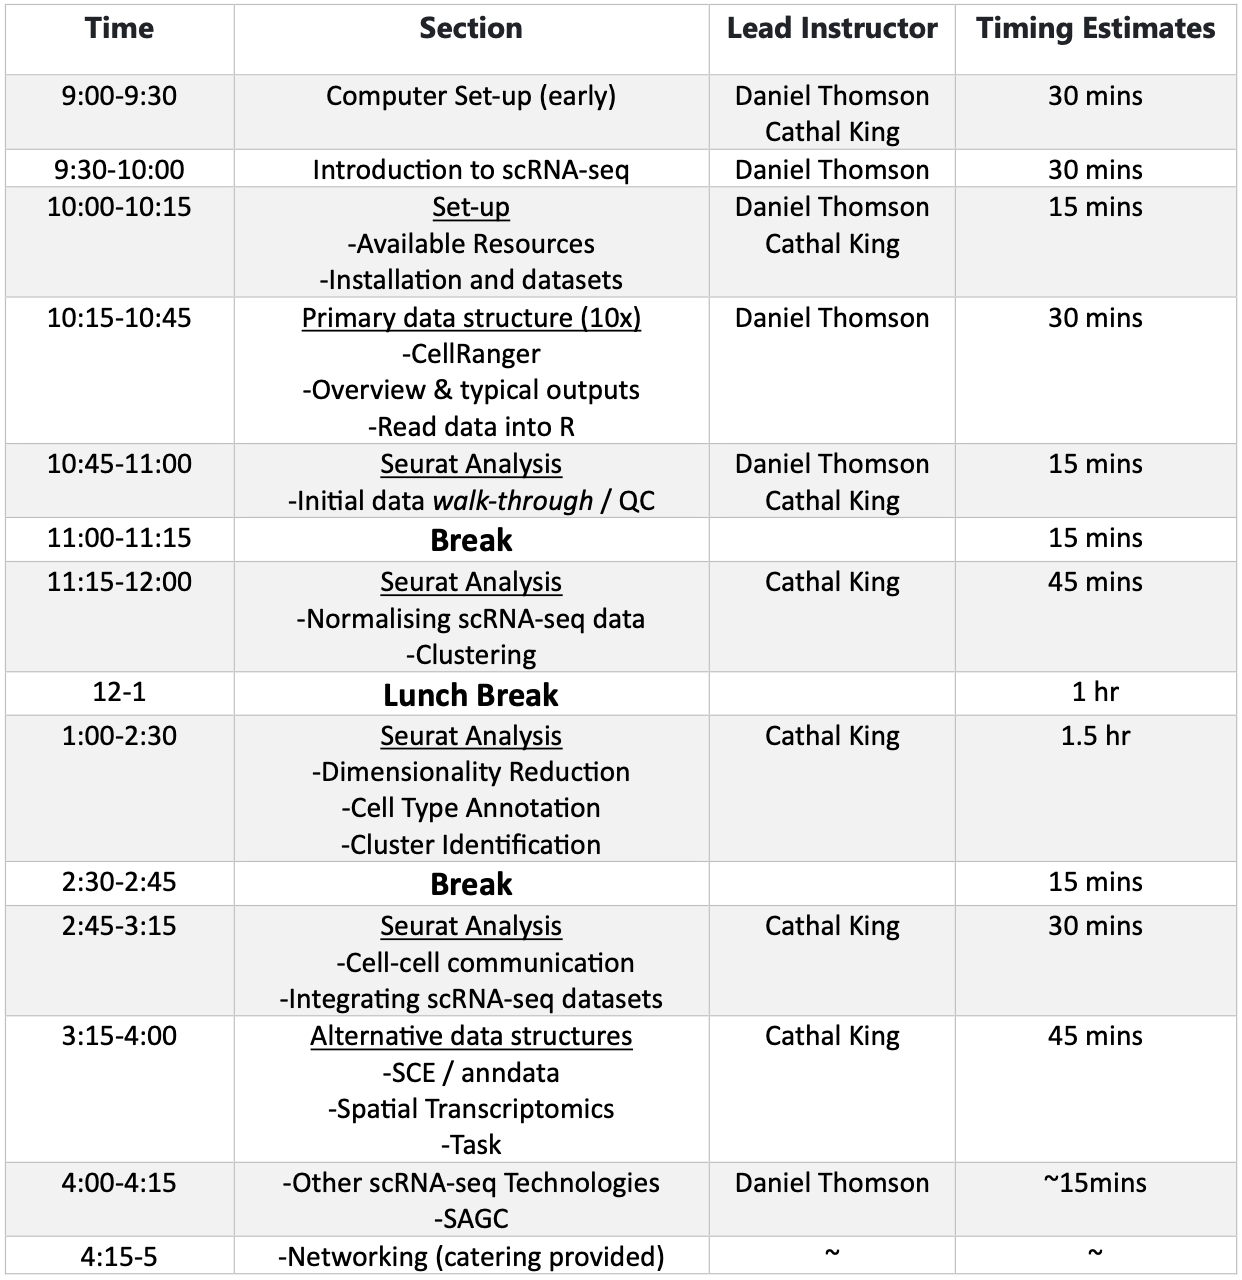 Time Section Lead Instructor Timing Estimates
9:00-9:30 Computer Set-up (early) Daniel Thomson 30 mins
Cathal King
9:30-10:00 Introduction to scRNA-seq Daniel Thomson 30 mins
10:00-10:15 Set-up Daniel Thomson 15 mins
-Available Resources Cathal King
-Installation and datasets
10:15-10:45 Primary data structure (10x) Daniel Thomson 30 mins
-CellRanger
-Overview & typical outputs
-Read data into R
10:45-11:00 Seurat Analysis Daniel Thomson 15 mins
-Initial data walk-through / QC Cathal King
11:00-11:15 Break 15 mins
11:15-12:00 Seurat Analysis Cathal King 45 mins
-Normalising scRNA-seq data
-Clustering
12-1 Lunch Break 1 hr
1:00-2:30 Seurat Analysis Cathal King 1.5 hr
-Dimensionality Reduction
-Cell Type Annotation
-Cluster Identification
2:30-2:45 Break 15 mins
2:45-3:15 Seurat Analysis Cathal King 30 mins
-Cell-cell communication
-Integrating scRNA-seq datasets
3:15-4:00 Alternative data structures Cathal King 45 mins
-SCE / anndata
-Spatial Transcriptomics
-Task
4:00-4:15 -Other scRNA-seq Technologies Daniel Thomson ~15mins
-SAGC
4:15-5 -Networking (catering provided) ~ ~